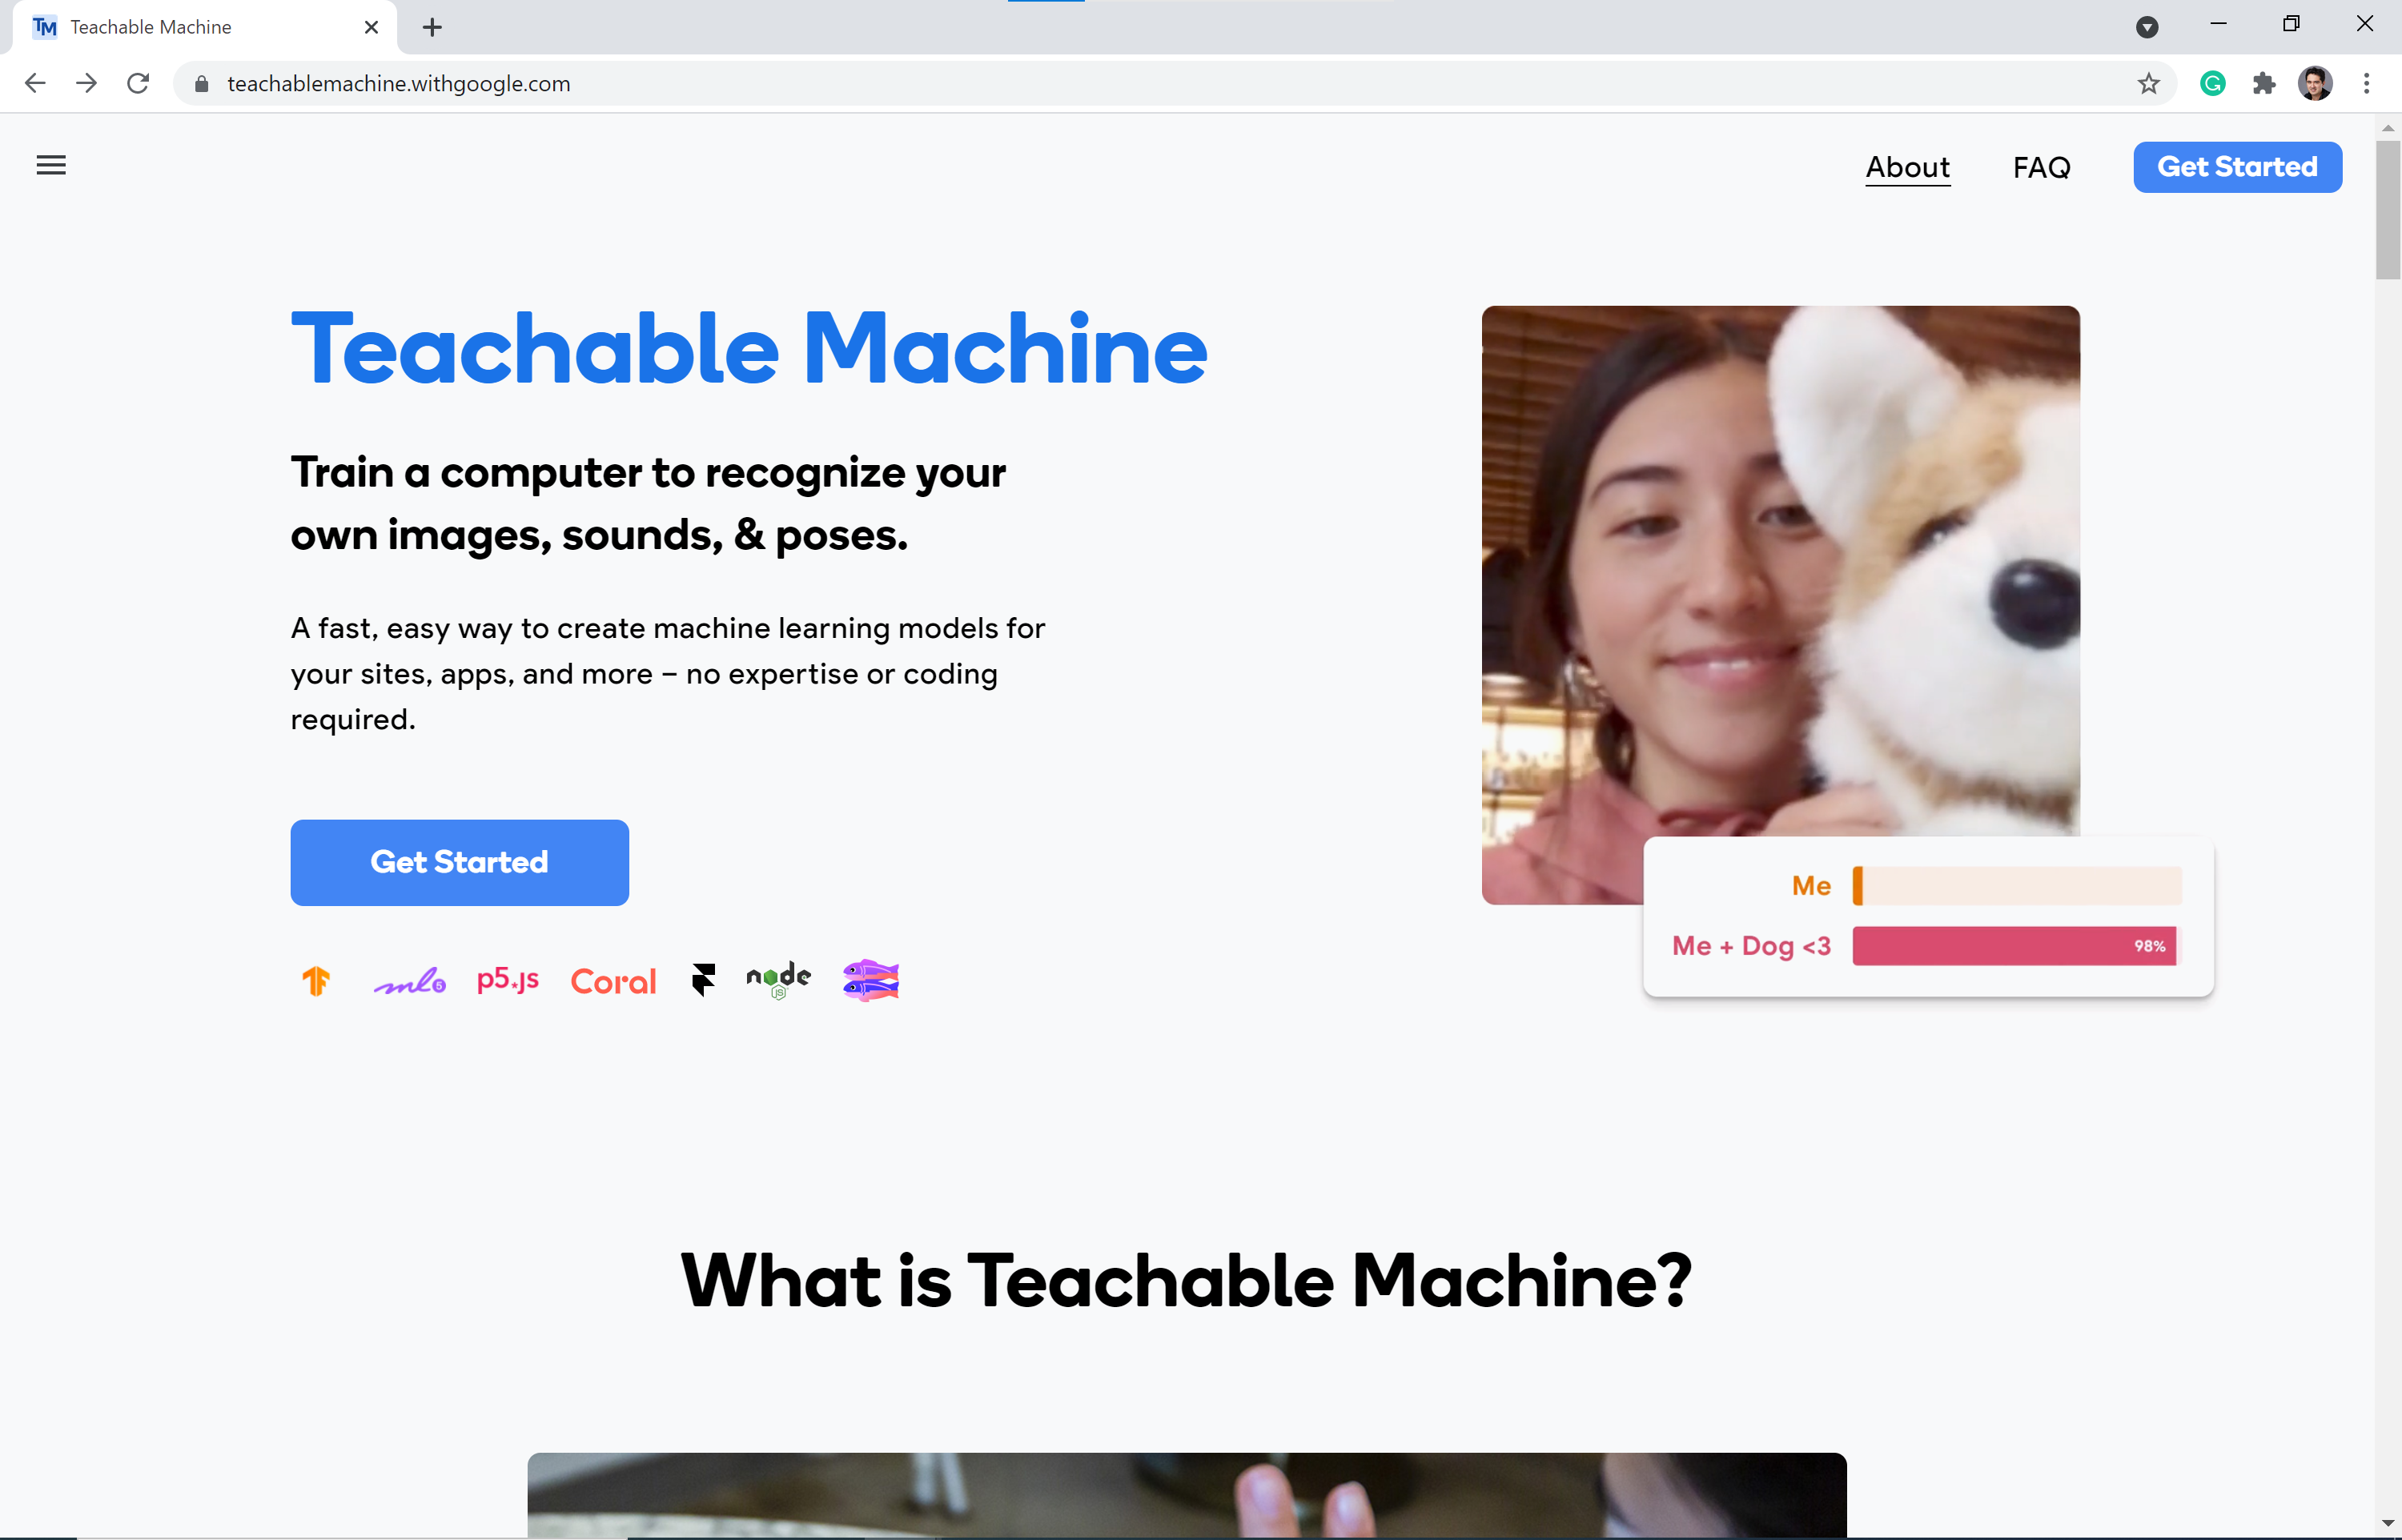 TM Teachable Machine
teachablemachine.withgoogle.com
About FAQ Get Started
Teachable Machine
Train a computer to recognize your
own images, sounds, & poses.
A fast, easy way to create machine learning models for
your sites, apps, and more – no expertise or coding
required.
Get Started
ml5 p5*js Coral node JS
Me
Me + Dog <3 98%
What is Teachable Machine?